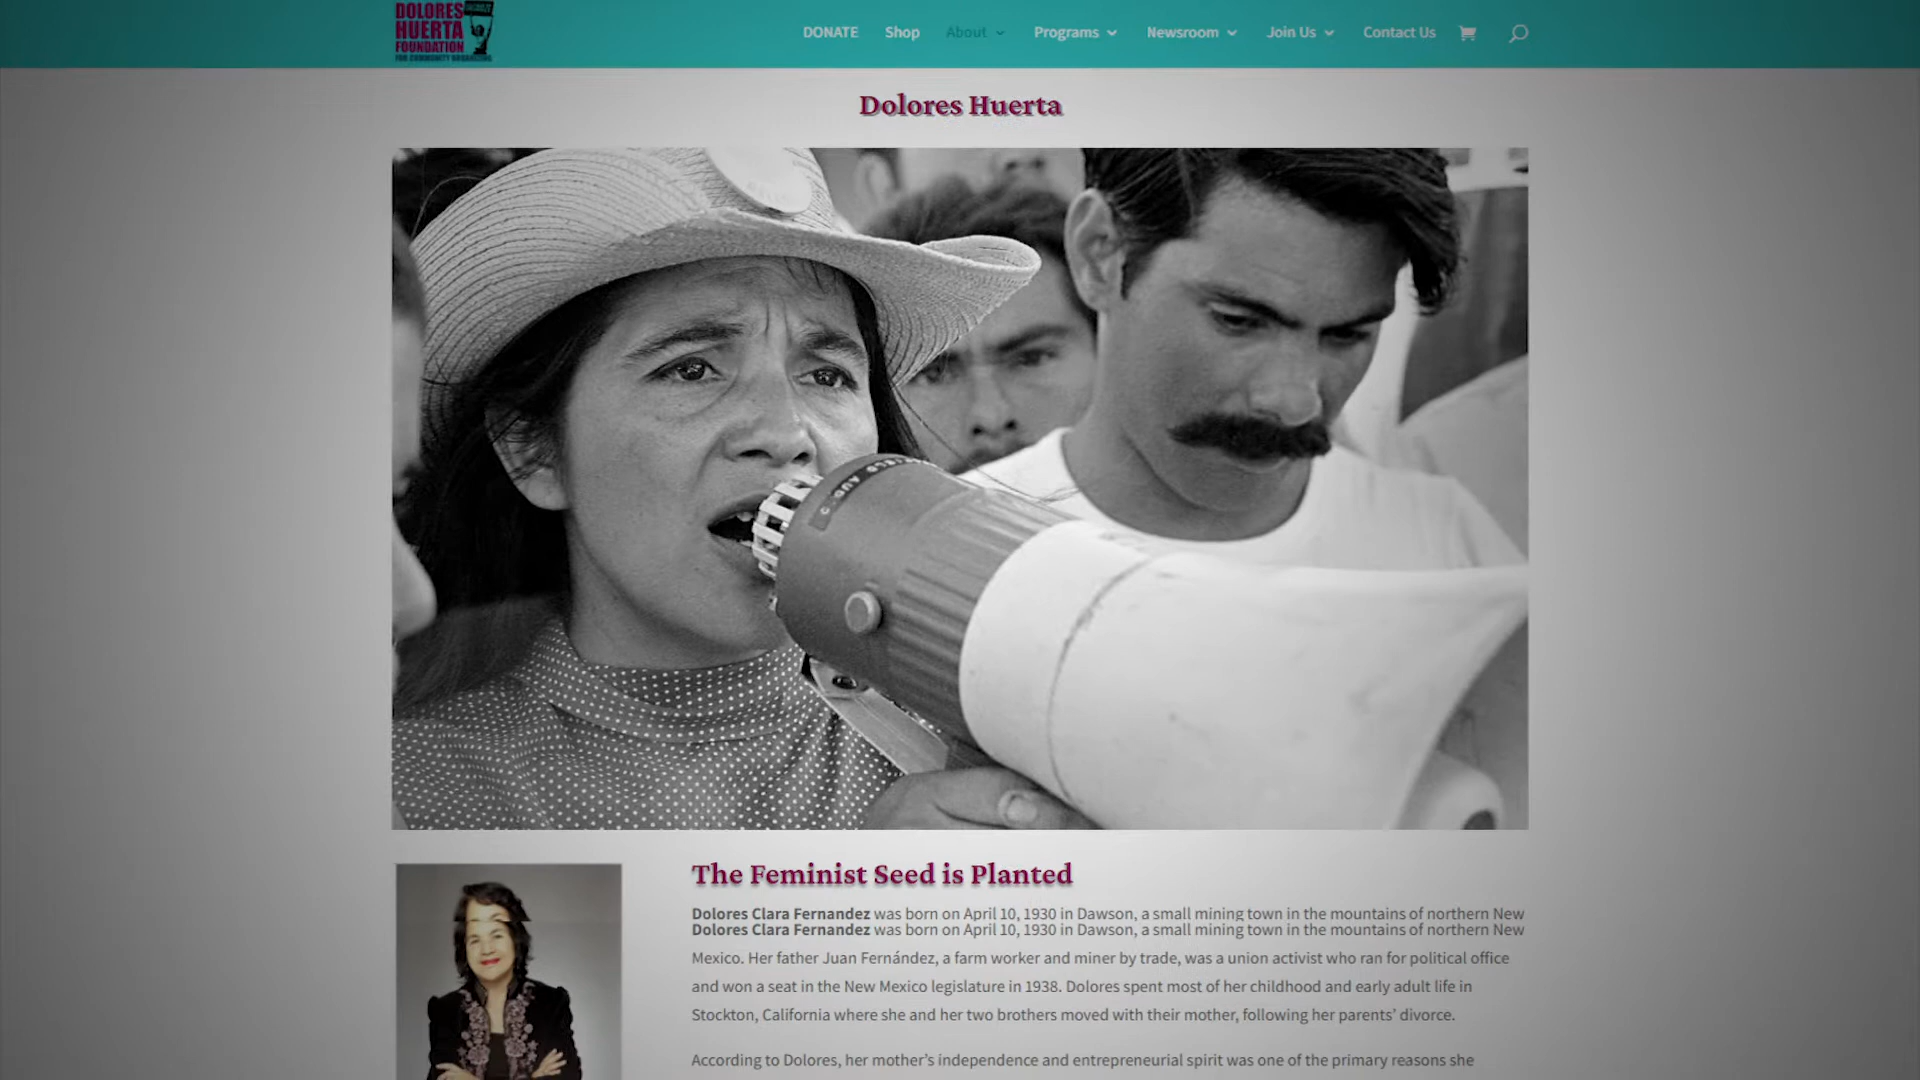 DOLORES
HUERTA
FOUNDATION
FOR COMMUNITY ORGANIZING
DONATE Shop About Programs Newsroom Join Us Contact Us
Dolores Huerta
The Feminist Seed is Planted
Dolores Clara Fernandez was born on April 10, 1930 in Dawson, a small mining town in the mountains of northern New
Dolores Clara Fernandez was born on April 10, 1930 in Dawson, a small mining town in the mountains of northern New
Mexico. Her father Juan Fernández, a farm worker and miner by trade, was a union activist who ran for political office
and won a seat in the New Mexico legislature in 1938. Dolores spent most of her childhood and early adult life in
Stockton, California where she and her two brothers moved with their mother, following her parents’ divorce.
According to Dolores, her mother’s independence and entrepreneurial spirit was one of the primary reasons she